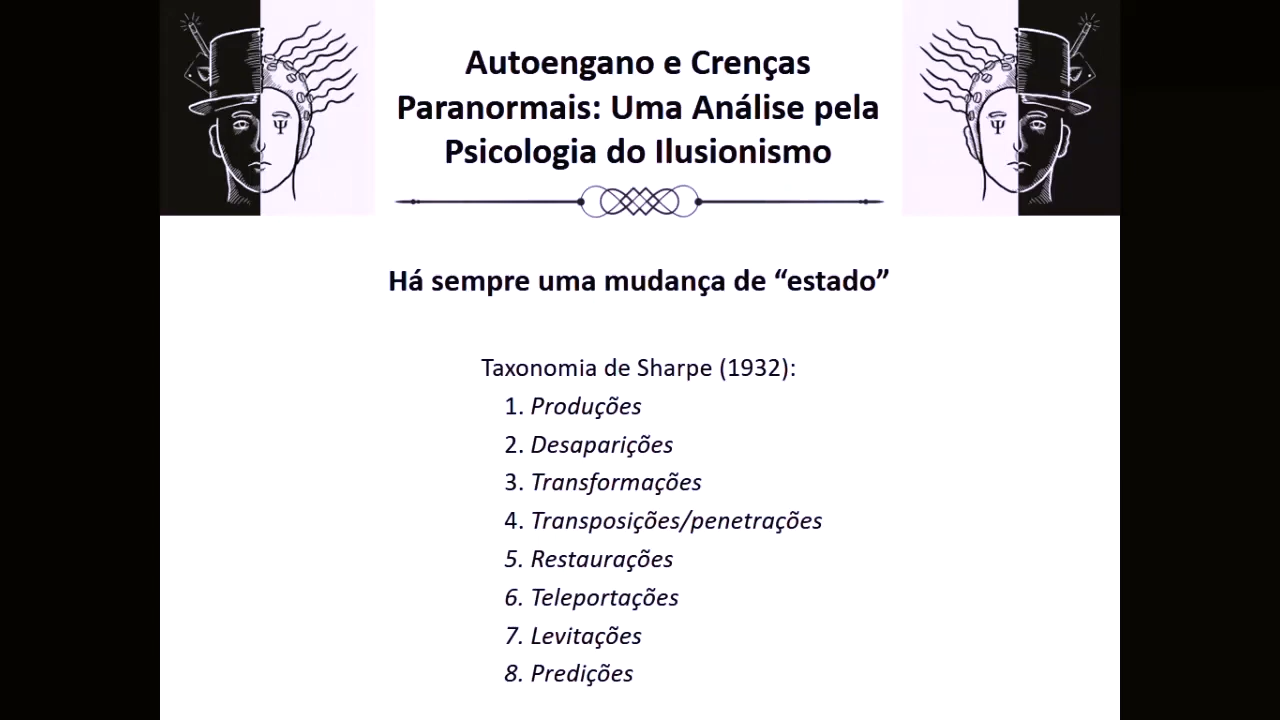 Autoengano e Crenças
Paranormais: Uma Análise pela
Psicologia do Ilusionismo
Ψ
Ψ
Há sempre uma mudança de “estado”
Taxonomia de Sharpe (1932):
1. Produções
2. Desaparições
3. Transformações
4. Transposições/penetrações
5. Restaurações
6. Teleportações
7. Levitações
8. Predições